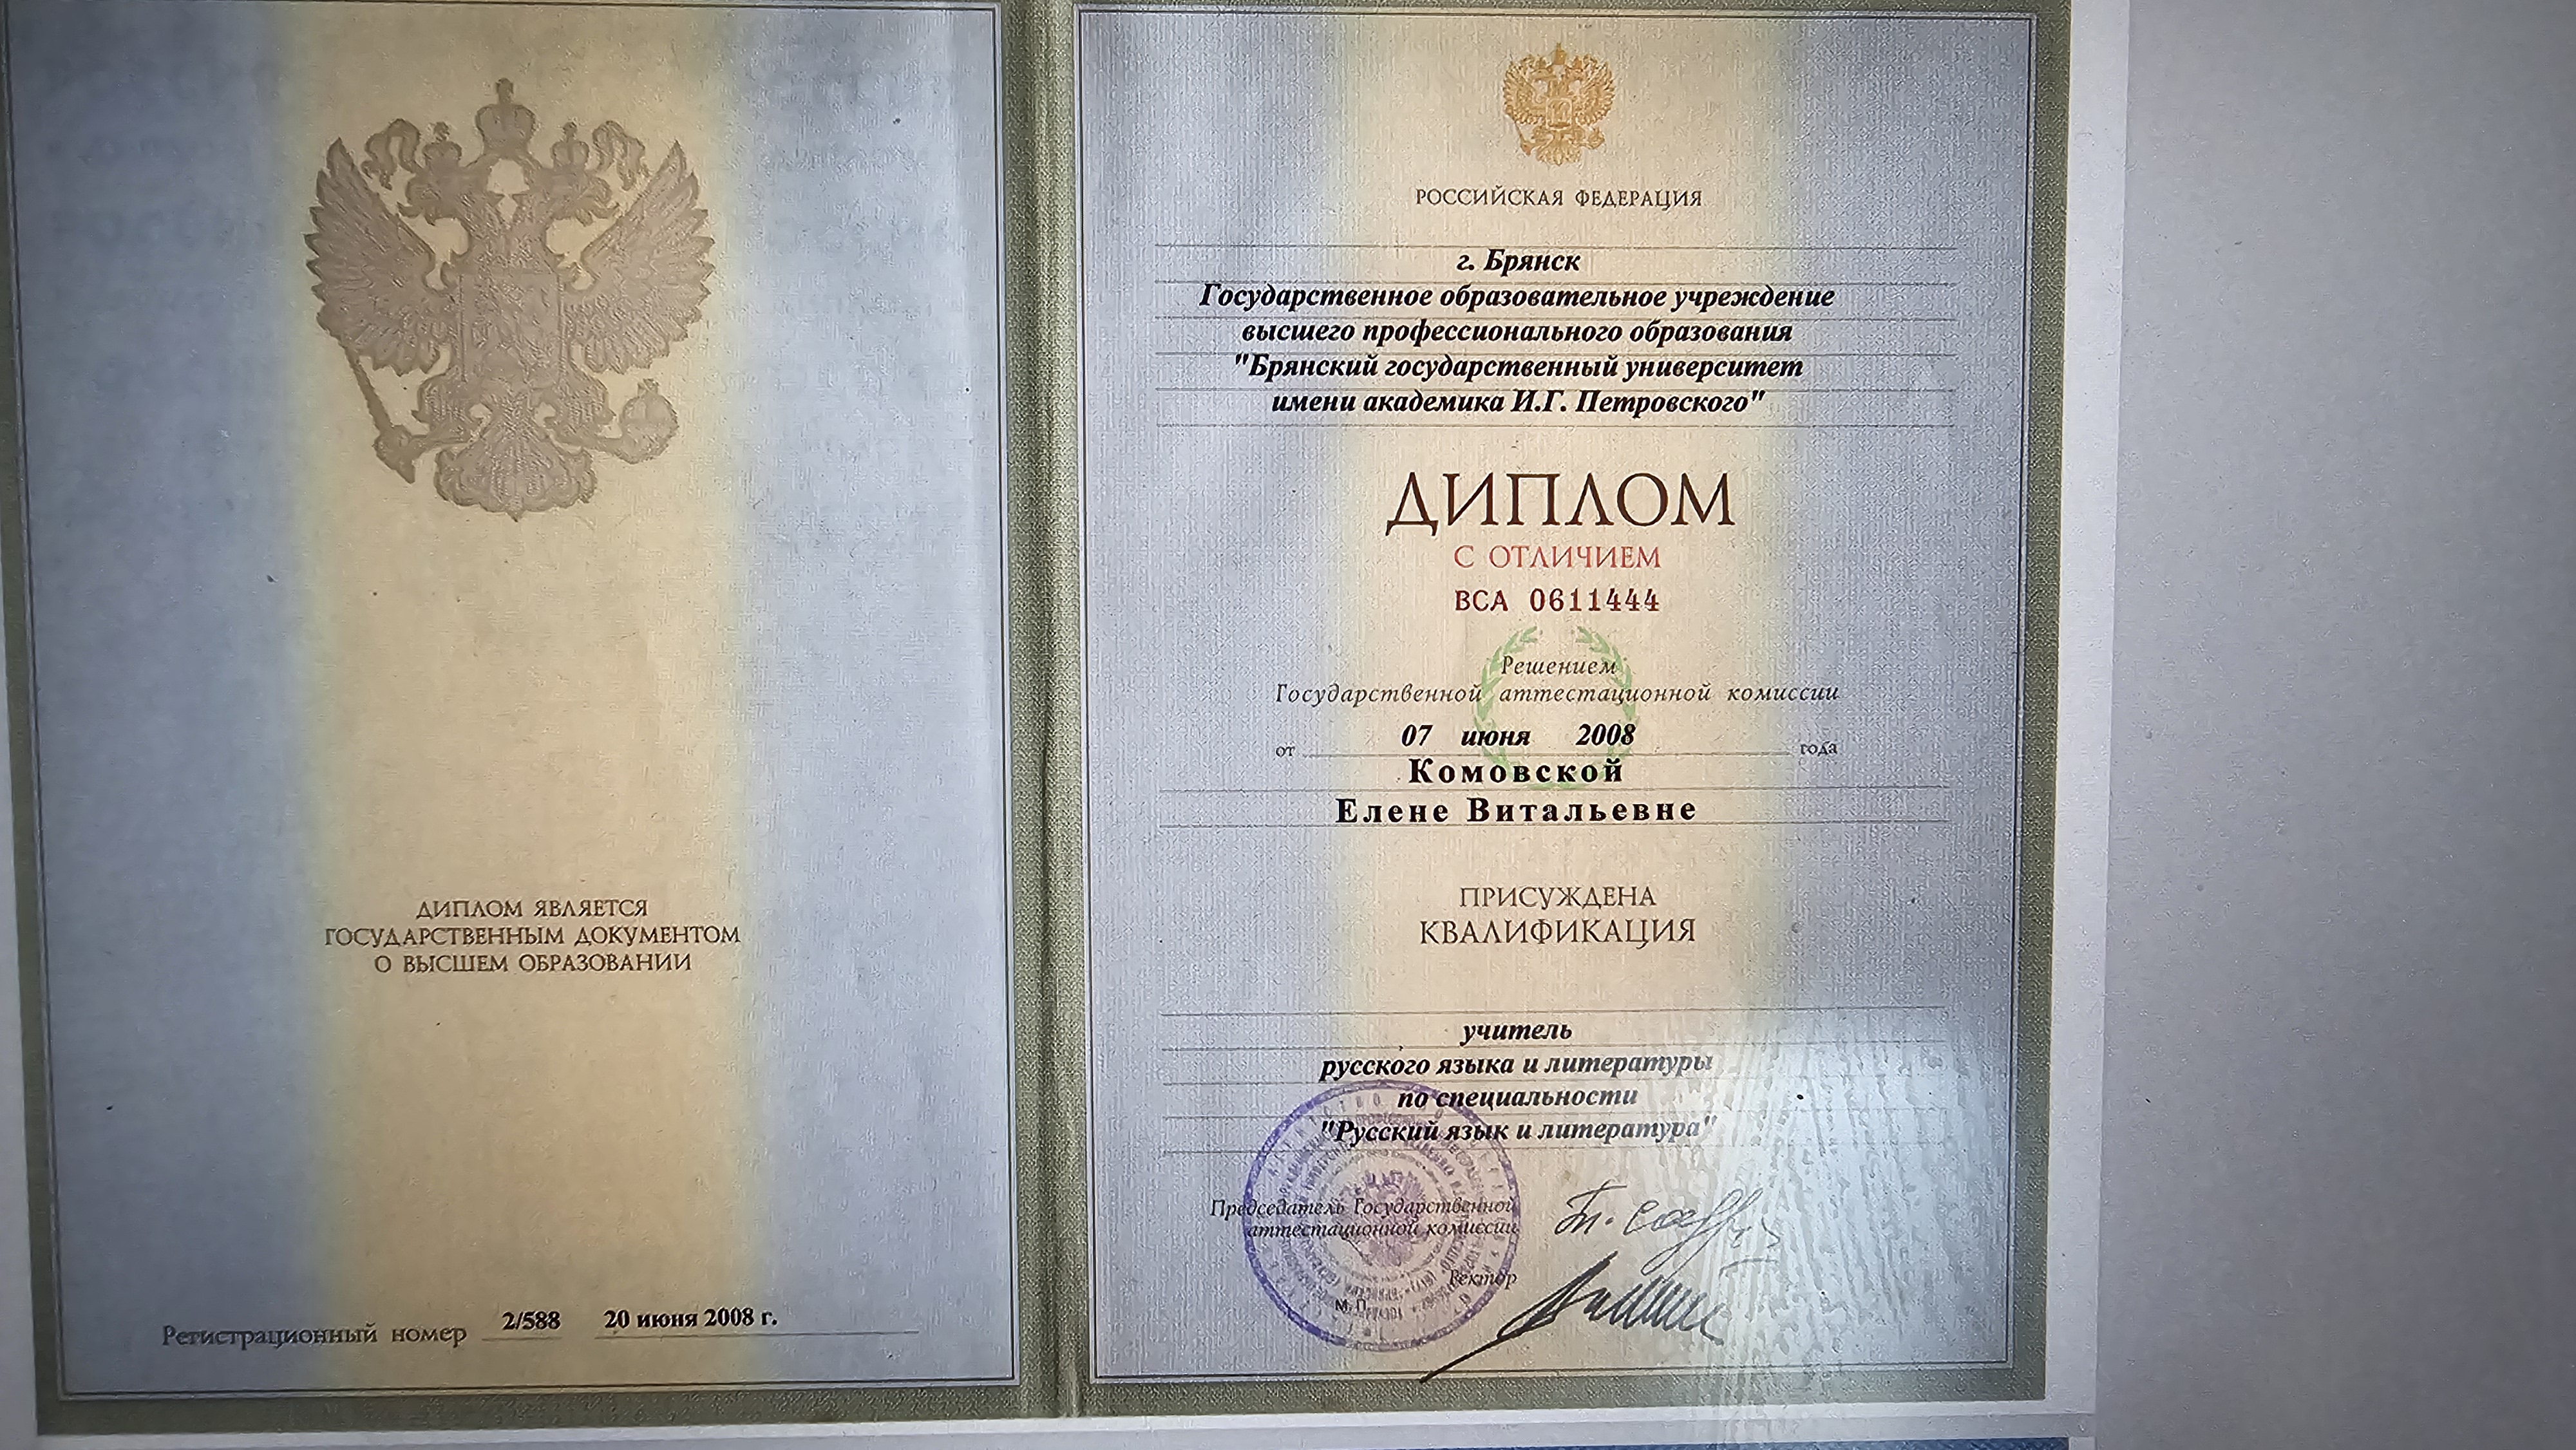 ДИПЛОМ ЯВЛЯЕТСЯ
ГОСУДАРСТВЕННЫМ ДОКУМЕНТОМ
О ВЫСШЕМ ОБРАЗОВАНИИ
Регистрационный номер 2/588 20 июня 2008 г.
РОССИЙСКАЯ ФЕДЕРАЦИЯ
г. Брянск
Государственное образовательное учреждение
высшего профессионального образования
"Брянский государственный университет
имени академика И.Г. Петровского"
ДИПЛОМ
С ОТЛИЧИЕМ
ВСА 0611444
Решением
Государственной аттестационной комиссии
от 07 июня 2008 года
Комовской
Елене Витальевне
ПРИСУЖДЕНА
КВАЛИФИКАЦИЯ
учитель
русского языка и литературы
по специальности
"Русский язык и литература"
Председатель Государственной
аттестационной комиссии
Ректор
М.П.